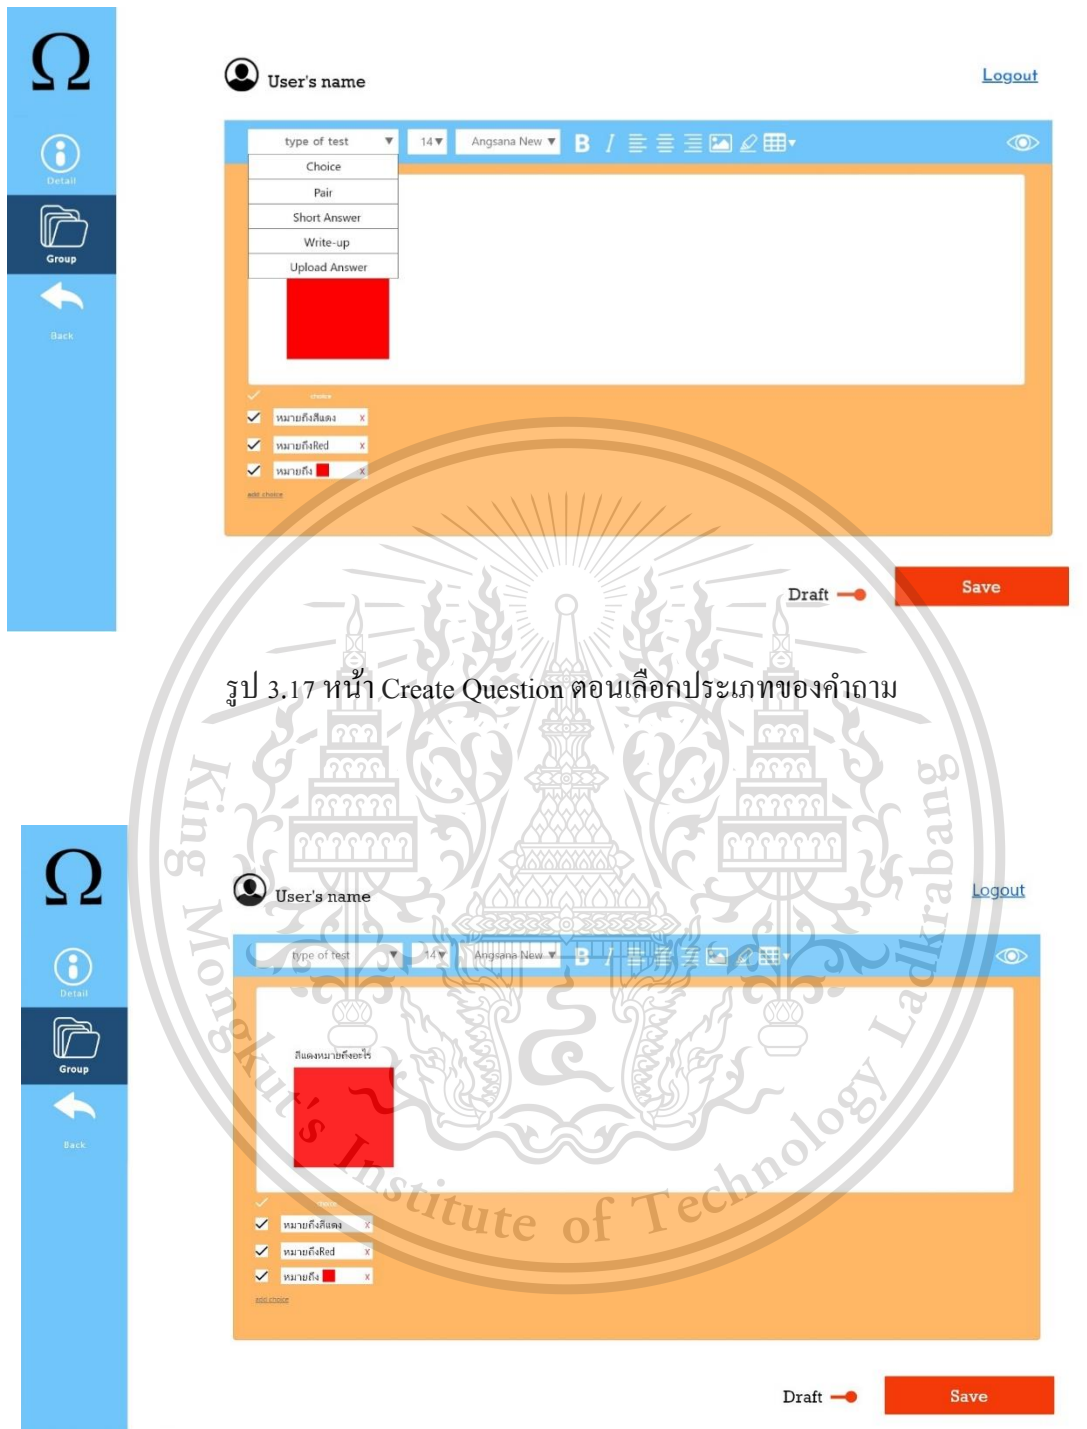 Ω
User's name
Logout
type of test ▼ 14▼ Angsana New ▼ B I
Detail
Choice
Pair
Short Answer
Group
Write-up
Upload Answer
Back
choice
หมายถึงสีแดง x
หมายถึงRed x
หมายถึง x
add choice
Draft
Save
รูป 3.17 หน้า Create Question ตอนเลือกประเภทของคำถาม
King Mongkut's Institute of Technology Ladkrabang
Ω
User's name
Logout
type of test ▼ 14▼ Angsana New ▼ B I
Detail
สีแดงหมายถึงอะไร
Group
Back
choice
หมายถึงสีแดง x
หมายถึงRed x
หมายถึง x
add choice
Draft
Save